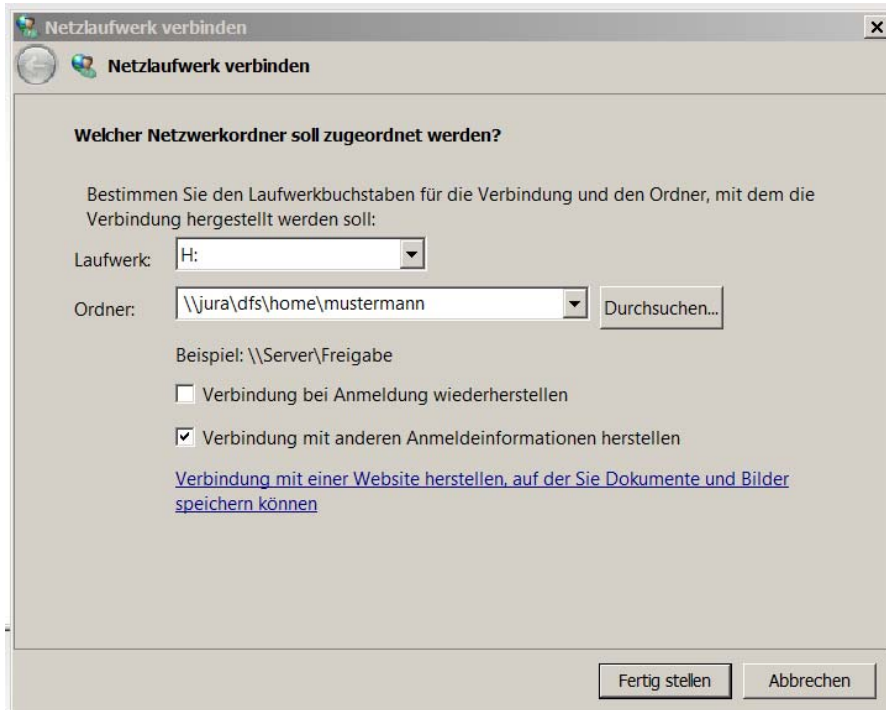 Netzlaufwerk verbinden
Netzlaufwerk verbinden
Welcher Netzwerkordner soll zugeordnet werden?
Bestimmen Sie den Laufwerkbuchstaben für die Verbindung und den Ordner, mit dem die
Verbindung hergestellt werden soll:
Laufwerk: H:
Ordner: \\jura\dfs\home\mustermann Durchsuchen...
Beispiel: \\Server\Freigabe
Verbindung bei Anmeldung wiederherstellen
Verbindung mit anderen Anmeldeinformationen herstellen
Verbindung mit einer Website herstellen, auf der Sie Dokumente und Bilder
speichern können
Fertig stellen Abbrechen